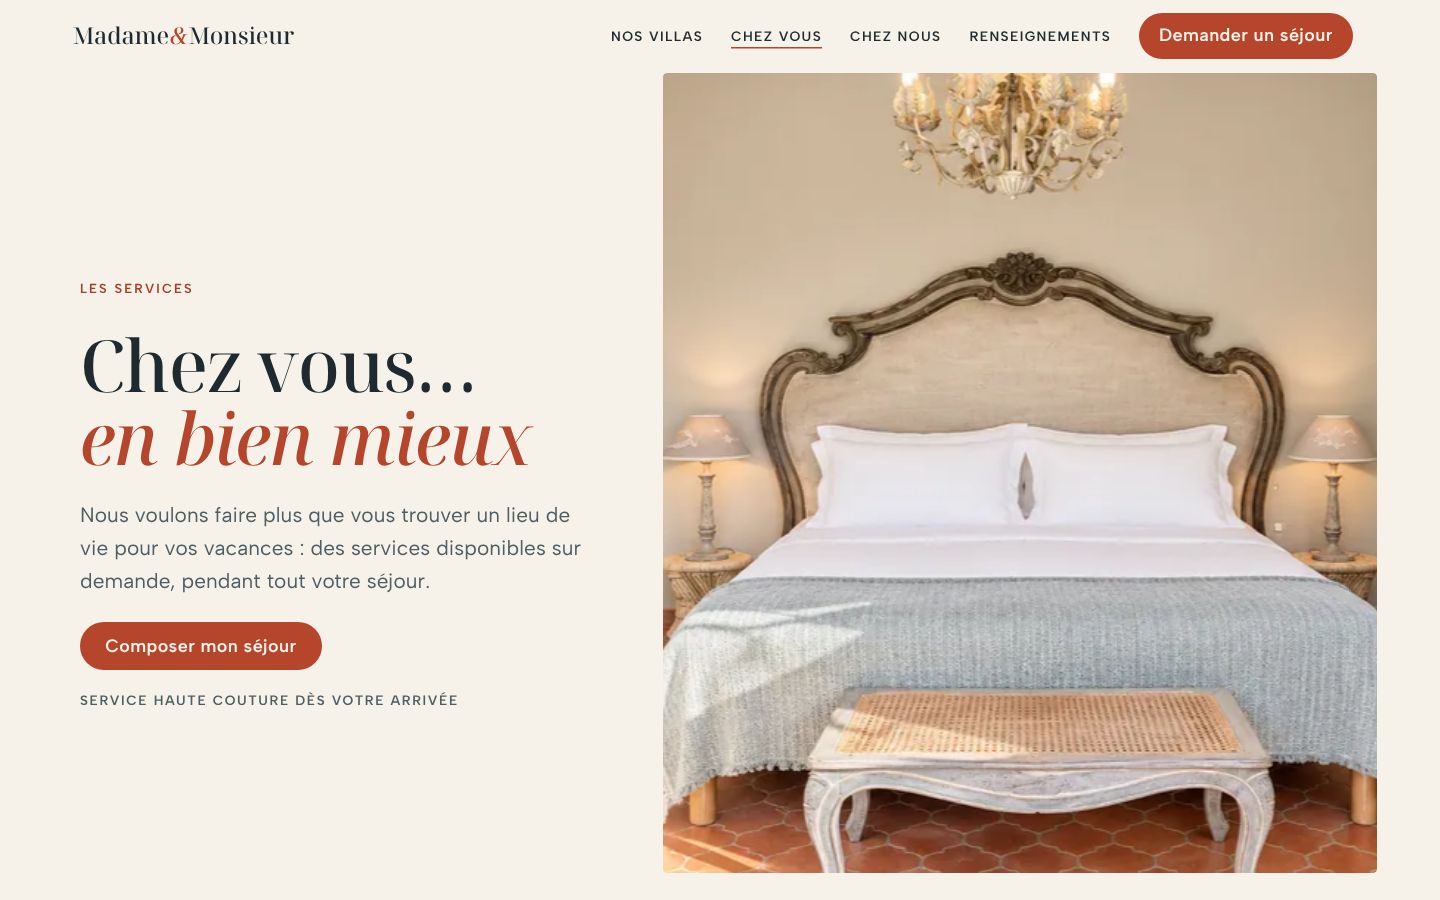 Madame&Monsieur
NOS VILLAS
CHEZ VOUS
CHEZ NOUS
RENSEIGNEMENTS
Demander un séjour
LES SERVICES
Chez vous…
en bien mieux
Nous voulons faire plus que vous trouver un lieu de
vie pour vos vacances : des services disponibles sur
demande, pendant tout votre séjour.
Composer mon séjour
SERVICE HAUTE COUTURE DÈS VOTRE ARRIVÉE